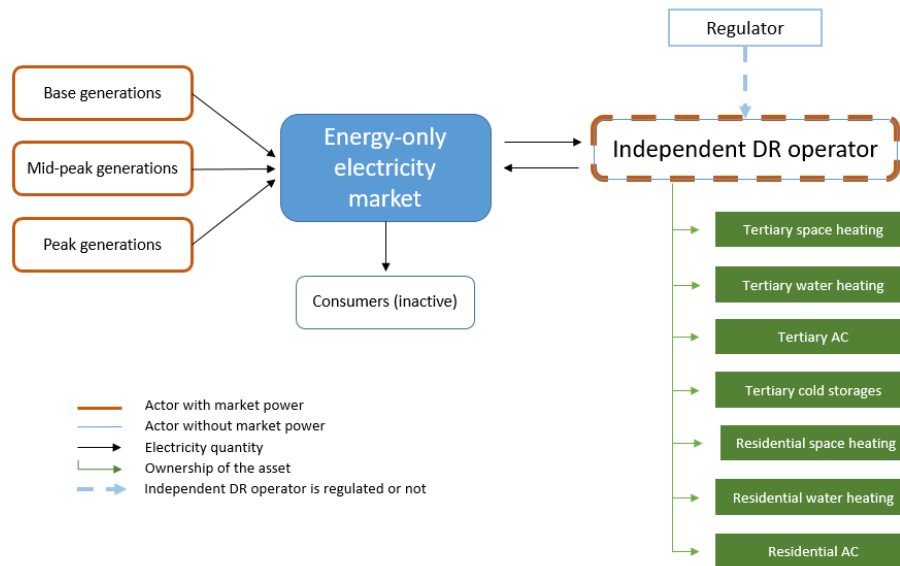 Regulator
Base generations
Mid-peak generations
Peak generations
Energy-only
electricity
market
Independent DR operator
Consumers (inactive)
Tertiary space heating
Tertiary water heating
Tertiary AC
Tertiary cold storages
Residential space heating
Residential water heating
Residential AC
Actor with market power
Actor without market power
Electricity quantity
Ownership of the asset
Independent DR operator is regulated or not